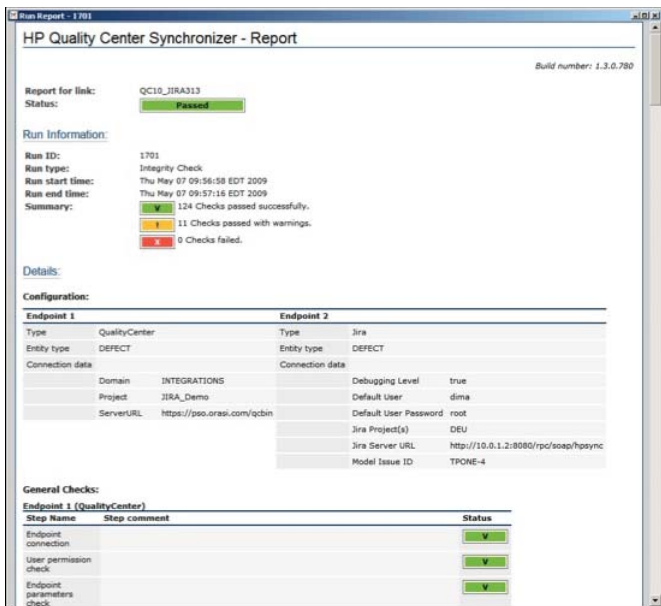 Run Report - 1701
HP Quality Center Synchronizer - Report
Build number: 1.3.0.780
Report for link: QC10_JIRA313
Status: Passed
Run Information:
Run ID: 1701
Run type: Integrity Check
Run start time: Thu May 07 09:56:58 EDT 2009
Run end time: Thu May 07 09:57:16 EDT 2009
Summary: V 124 Checks passed successfully.
! 11 Checks passed with warnings.
X 0 Checks failed.
Details:
Configuration:
Endpoint 1 Endpoint 2
Type QualityCenter Type Jira
Entity type DEFECT Entity type DEFECT
Connection data Connection data
Domain INTEGRATIONS Debugging Level true
Project JIRA_Demo Default User dima
ServerURL https://pso.orasi.com/qcbin Default User Password root
Jira Project(s) DEU
Jira Server URL http://10.0.1.2:8080/rpc/soap/hpsync
Model Issue ID TPONE-4
General Checks:
Endpoint 1 (QualityCenter)
Step Name Step comment Status
Endpoint
connection V
User permission
check V
Endpoint
parameters
check V